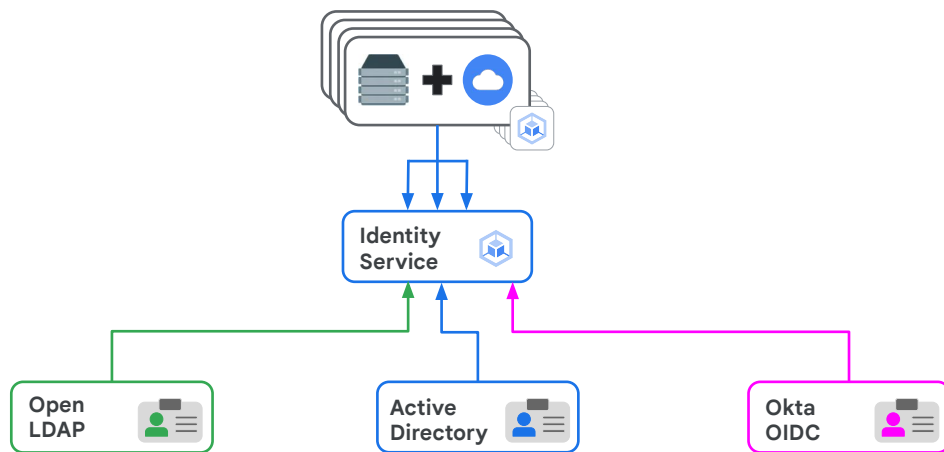 Identity
Service
Open
LDAP
Active
Directory
Okta
OIDC